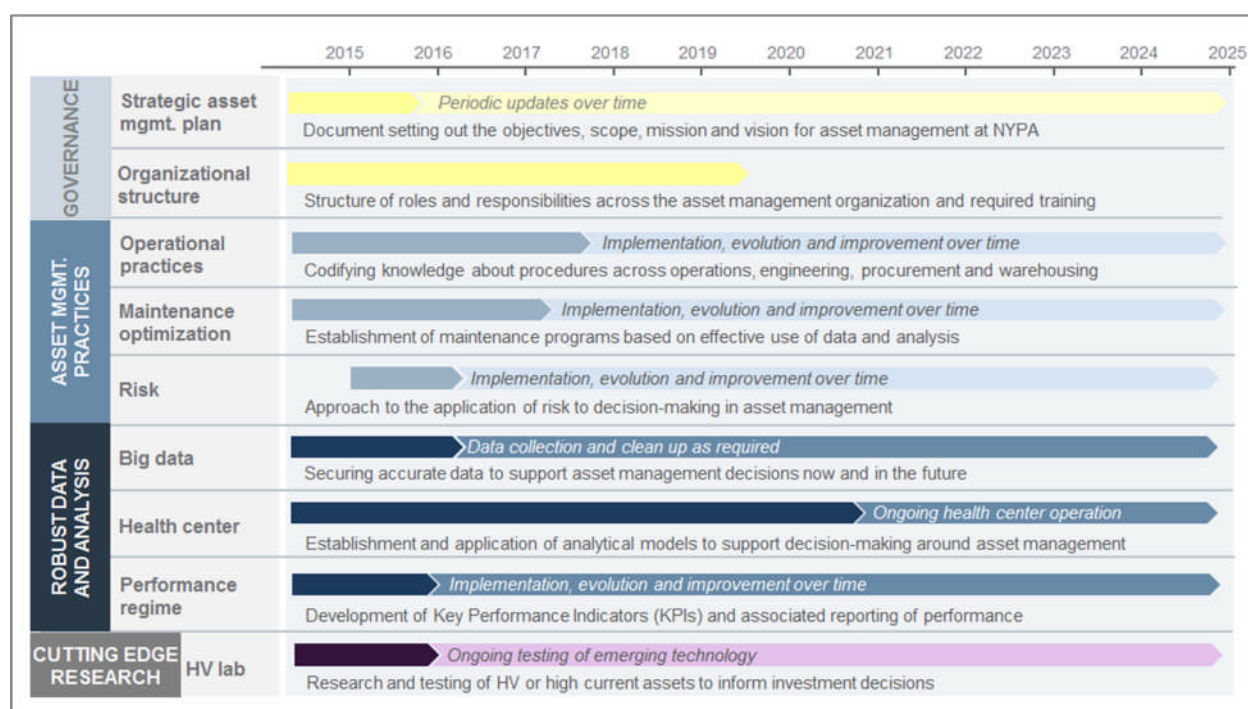 2015 2016 2017 2018 2019 2020 2021 2022 2023 2024 2025
GOVERNANCE
Strategic asset
mgmt. plan
Periodic updates over time
Document setting out the objectives, scope, mission and vision for asset management at NYPA
Organizational
structure
Structure of roles and responsibilities across the asset management organization and required training
ASSET MGMT.
PRACTICES
Operational
practices
Implementation, evolution and improvement over time
Codifying knowledge about procedures across operations, engineering, procurement and warehousing
Maintenance
optimization
Implementation, evolution and improvement over time
Establishment of maintenance programs based on effective use of data and analysis
Risk
Implementation, evolution and improvement over time
Approach to the application of risk to decision-making in asset management
ROBUST DATA
AND ANALYSIS
Big data
Data collection and clean up as required
Securing accurate data to support asset management decisions now and in the future
Health center
Ongoing health center operation
Establishment and application of analytical models to support decision-making around asset management
Performance
regime
Implementation, evolution and improvement over time
Development of Key Performance Indicators (KPIs) and associated reporting of performance
CUTTING EDGE
RESEARCH
HV lab
Ongoing testing of emerging technology
Research and testing of HV or high current assets to inform investment decisions